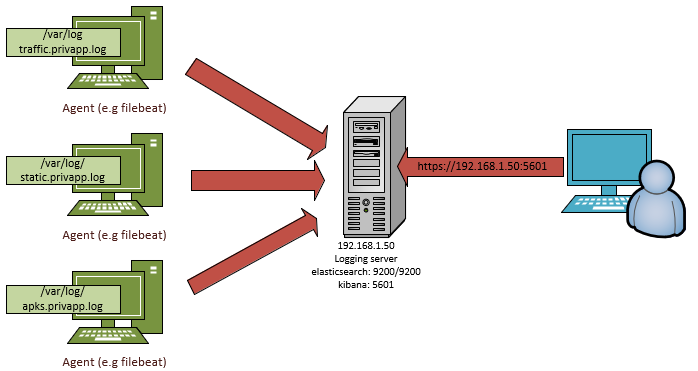 /var/log
traffic.privapp.log
Agent (e.g filebeat)
/var/log/
static.privapp.log
Agent (e.g filebeat)
/var/log/
apks.privapp.log
Agent (e.g filebeat)
192.168.1.50
Logging server
elasticsearch: 9200/9200
kibana: 5601
https://192.168.1.50:5601